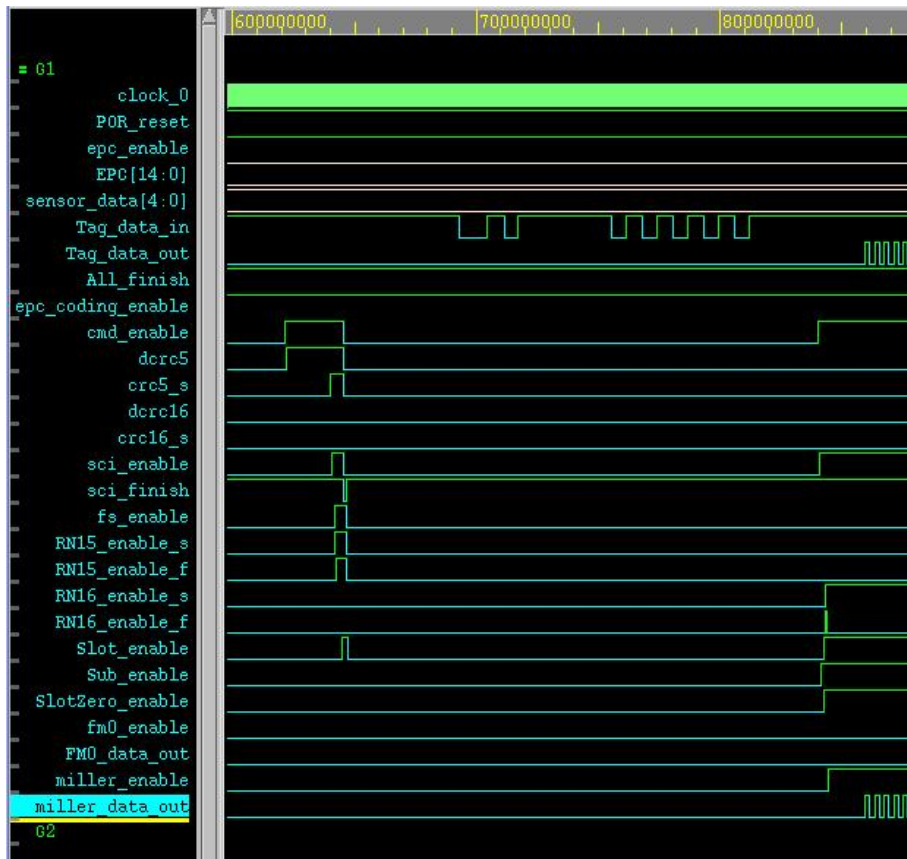 600000000 700000000 800000000
= G1
clock_0
POR_reset
epc_enable
EPC[14:0]
sensor_data[4:0]
Tag_data_in
Tag_data_out
All_finish
epc_coding_enable
cmd_enable
dcrc5
crc5_s
dcrc16
crc16_s
sci_enable
sci_finish
fs_enable
RN15_enable_s
RN15_enable_f
RN16_enable_s
RN16_enable_f
Slot_enable
Sub_enable
SlotZero_enable
fm0_enable
FM0_data_out
miller_enable
miller_data_out
G2